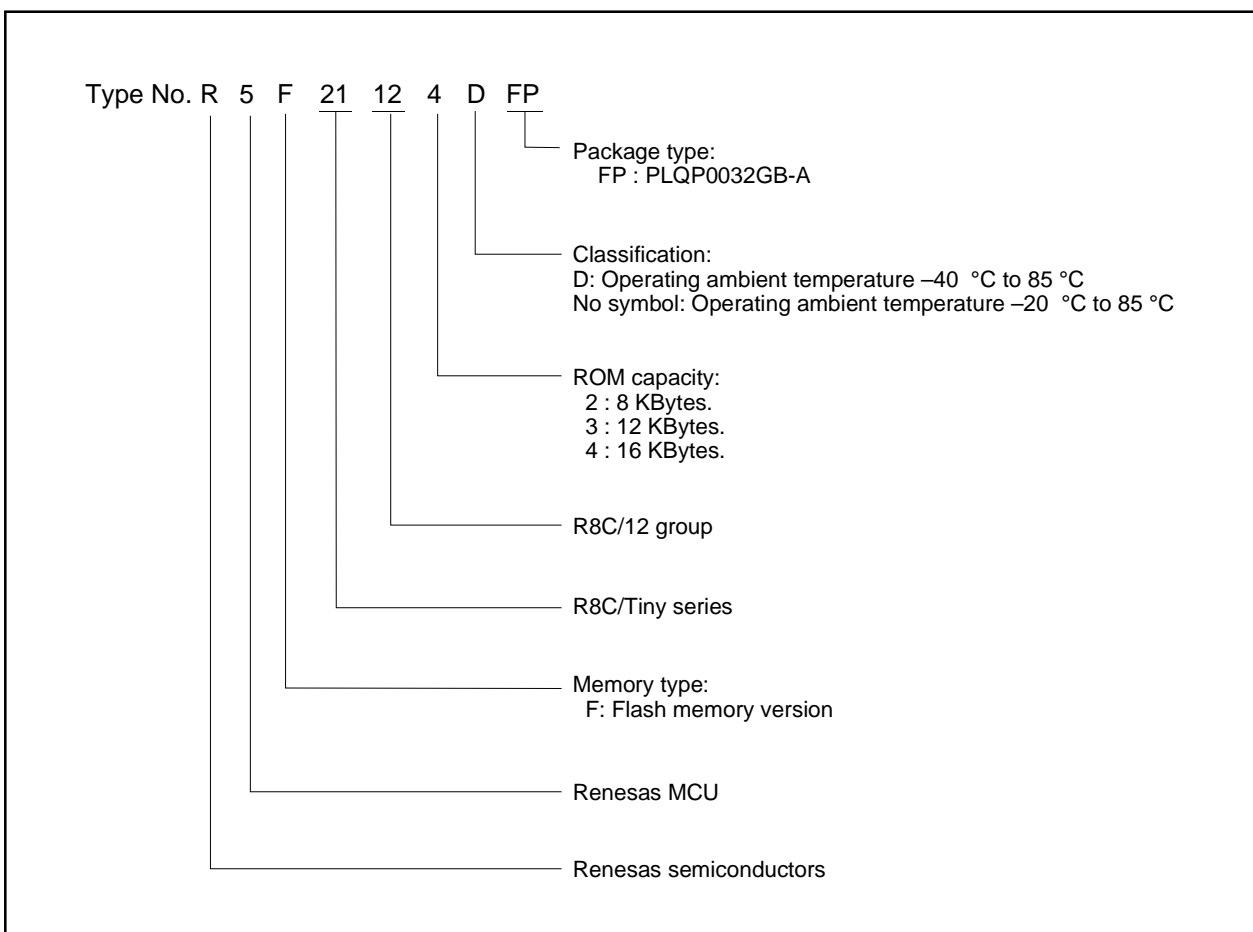 Type No. R 5 F 21 12 4 D FP
Package type:
FP : PLQP0032GB-A
Classification:
D: Operating ambient temperature –40 °C to 85 °C
No symbol: Operating ambient temperature –20 °C to 85 °C
ROM capacity:
2 : 8 KBytes.
3 : 12 KBytes.
4 : 16 KBytes.
R8C/12 group
R8C/Tiny series
Memory type:
F: Flash memory version
Renesas MCU
Renesas semiconductors